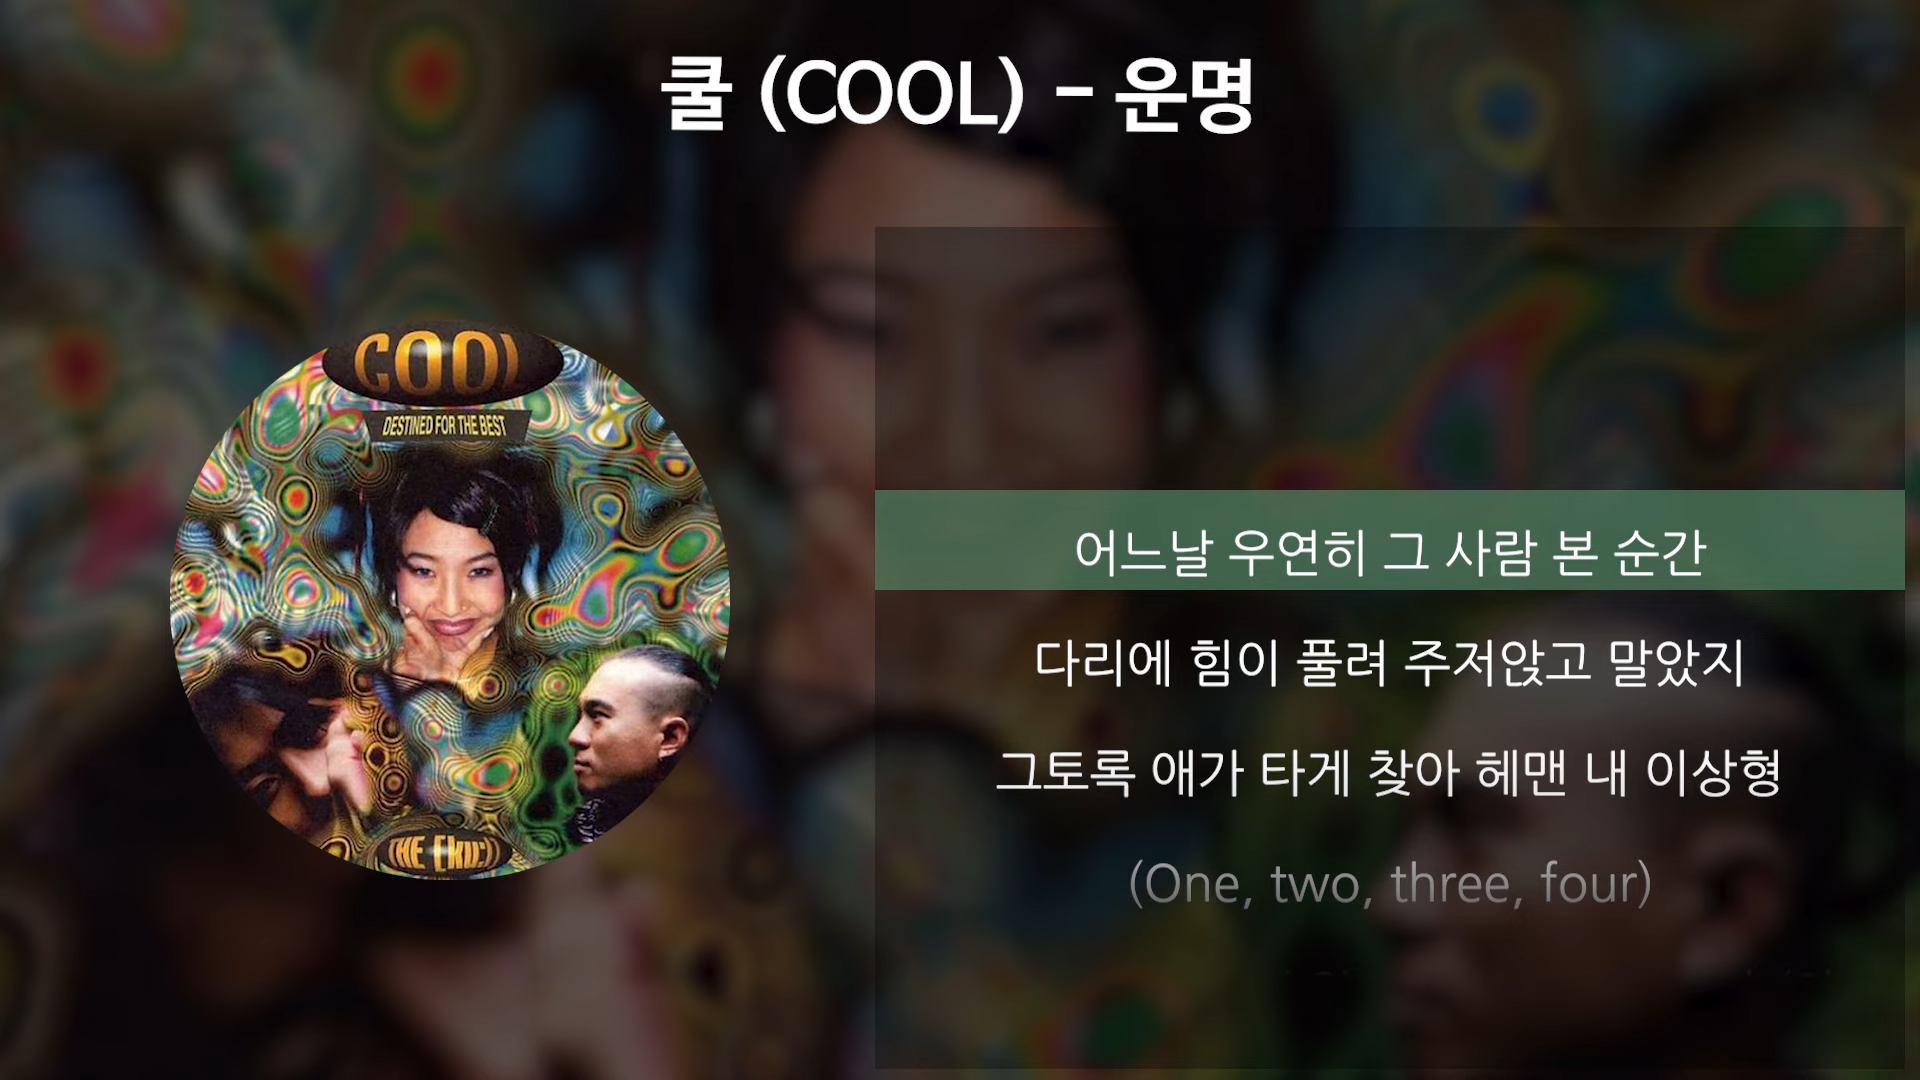 쿨 (COOL) - 운명
COOL
DESTINED FOR THE BEST
어느날 우연히 그 사람 본 순간
다리에 힘이 풀려 주저앉고 말았지
그토록 애가 타게 찾아 헤맨 내 이상형
(One, two, three, four)